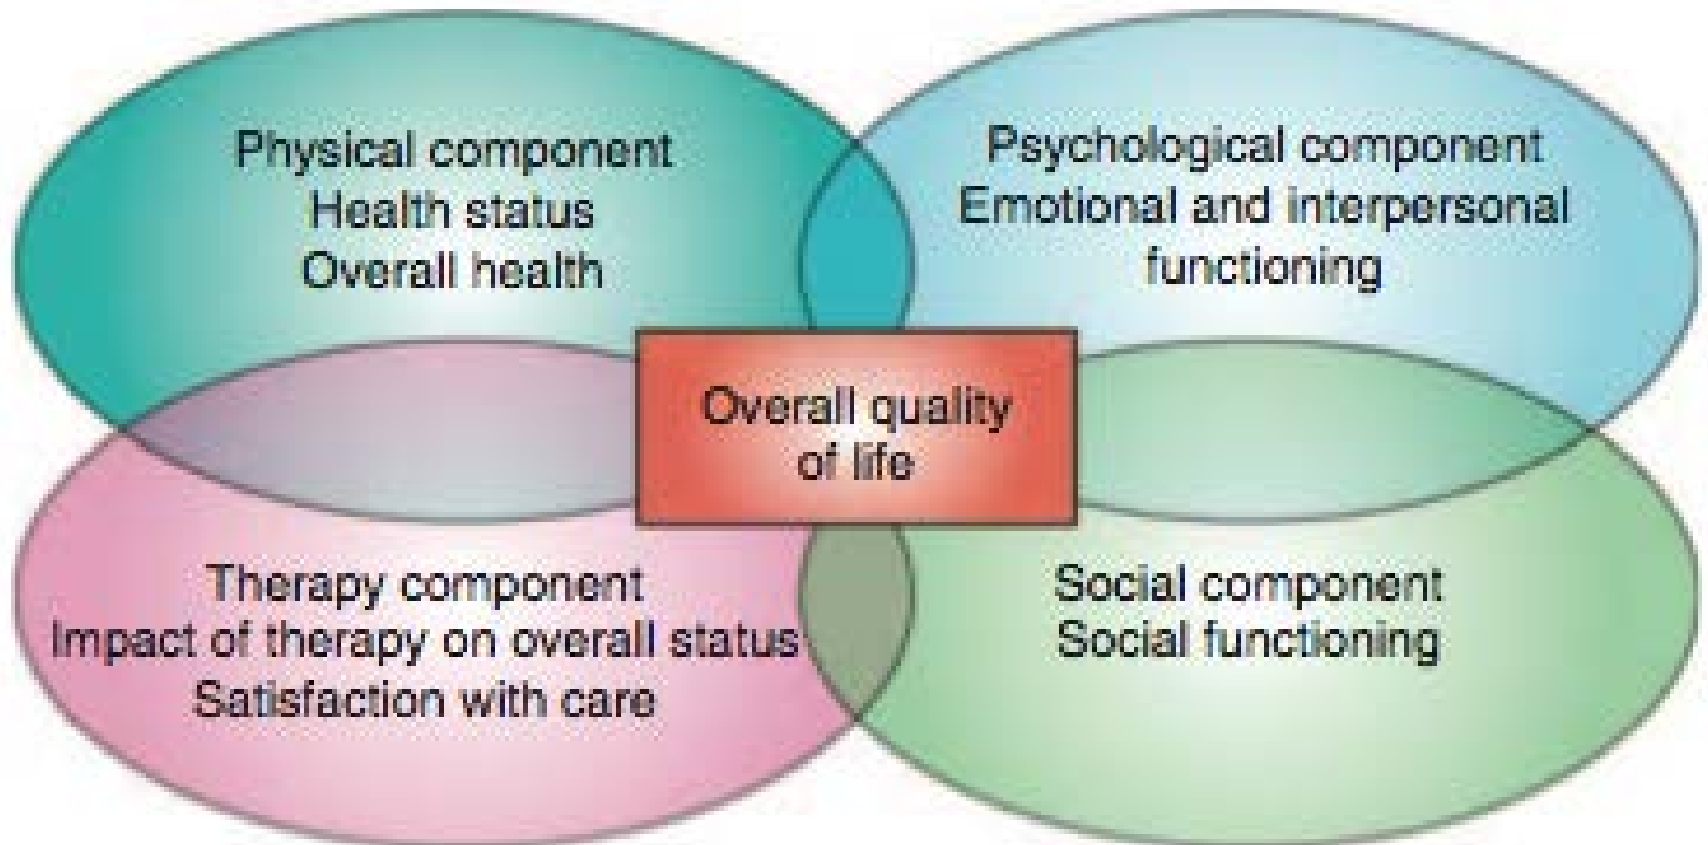 Physical component
Health status
Overall health
Psychological component
Emotional and interpersonal
functioning
Overall quality
of life
Therapy component
Impact of therapy on overall status
Satisfaction with care
Social component
Social functioning